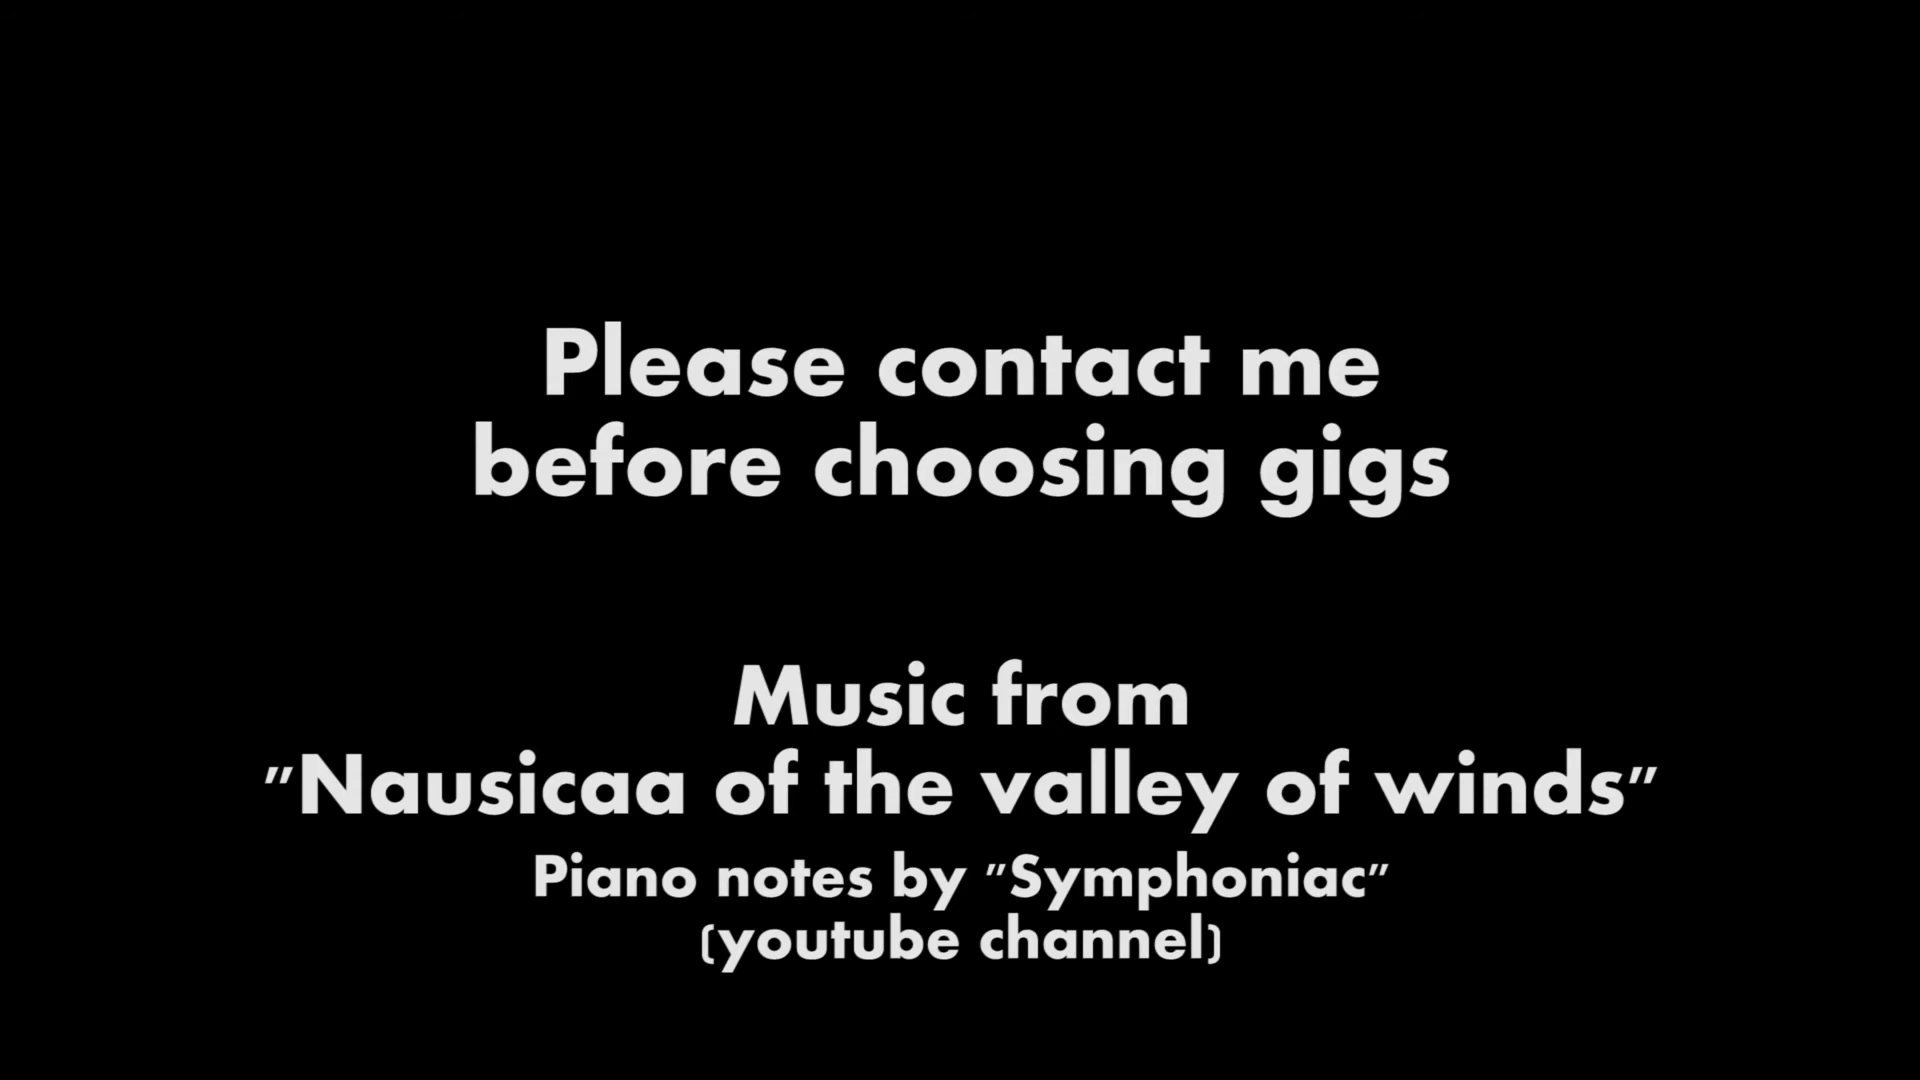 Please contact me
before choosing gigs
Music from
"Nausicaa of the valley of winds"
Piano notes by "Symphoniac"
(youtube channel)